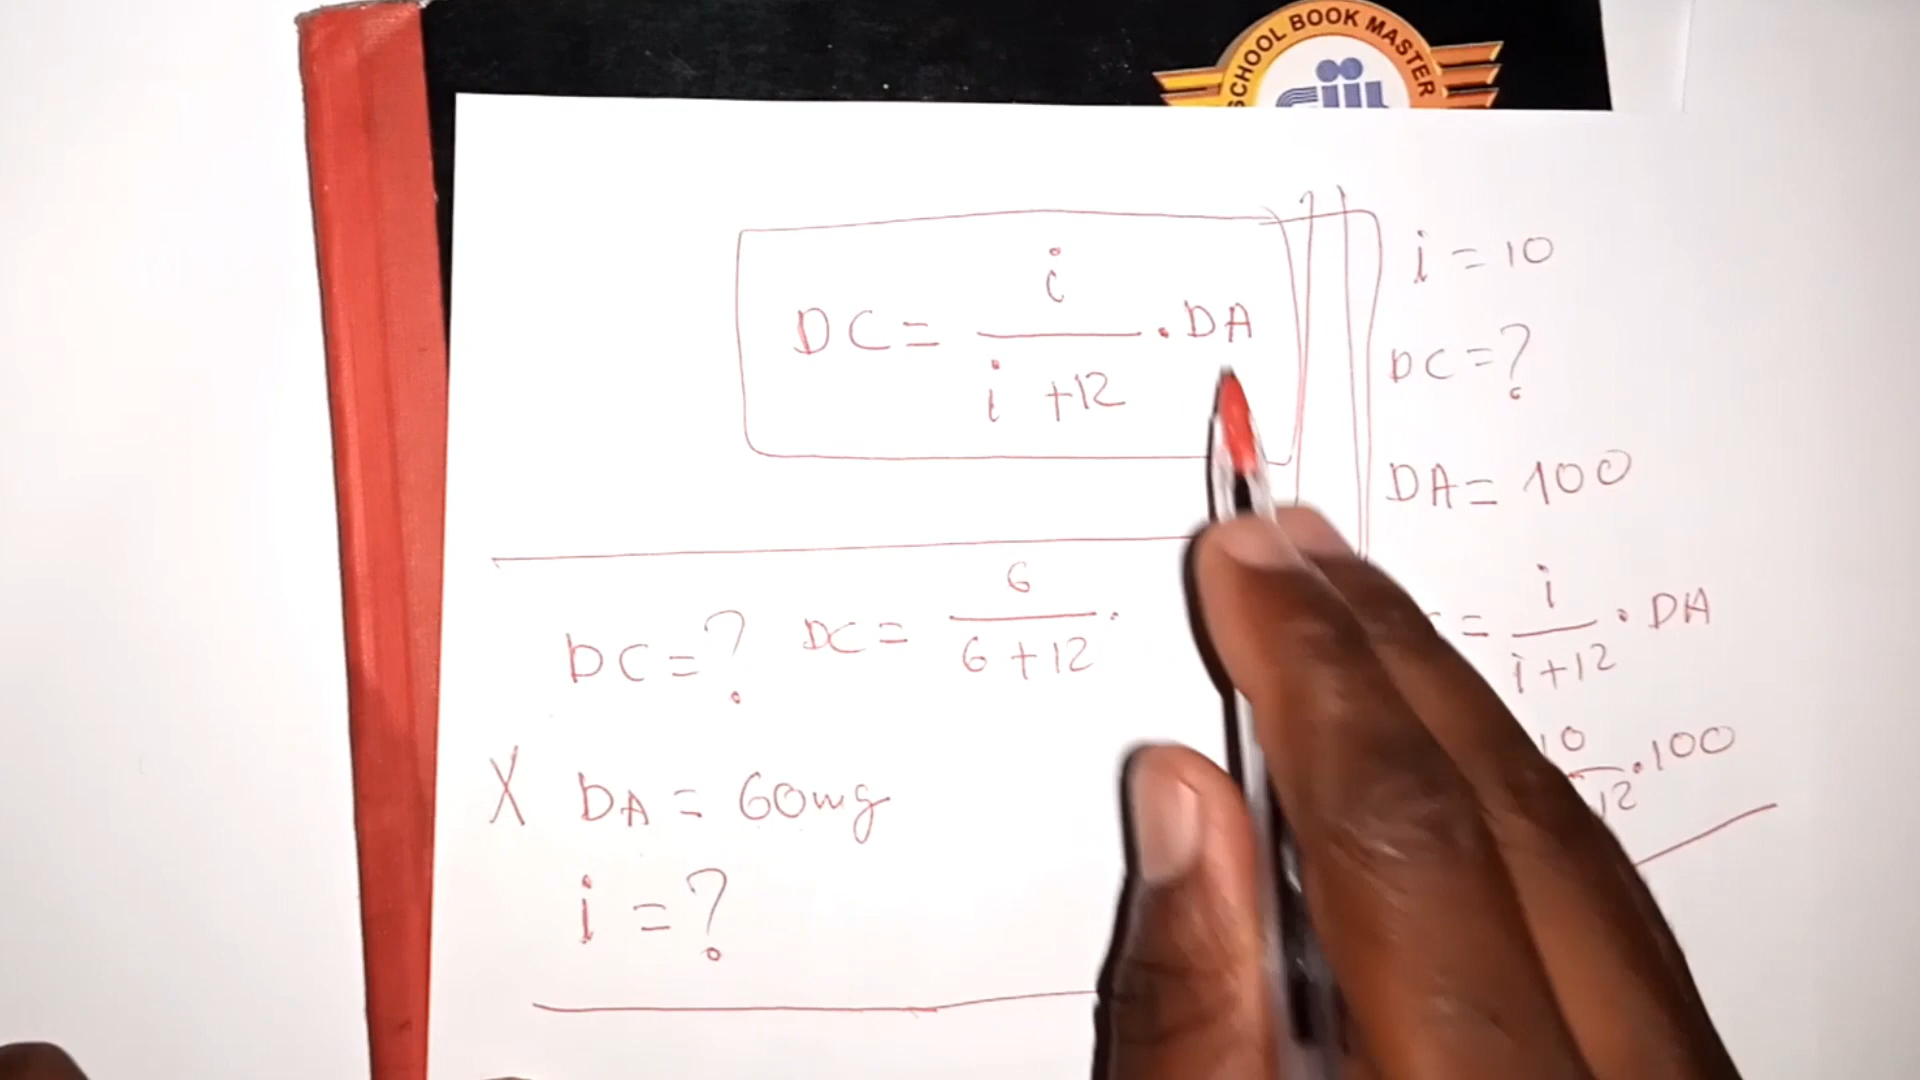 SCHOOL BOOK MASTER
DC = i / i + 12 . DA
DC = ?
DC = 6 / 6 + 12 .
X DA = 60mg
i = ?
i = 10
DC = ?
DA = 100
= i / i + 12 . DA
10 / 12 . 100